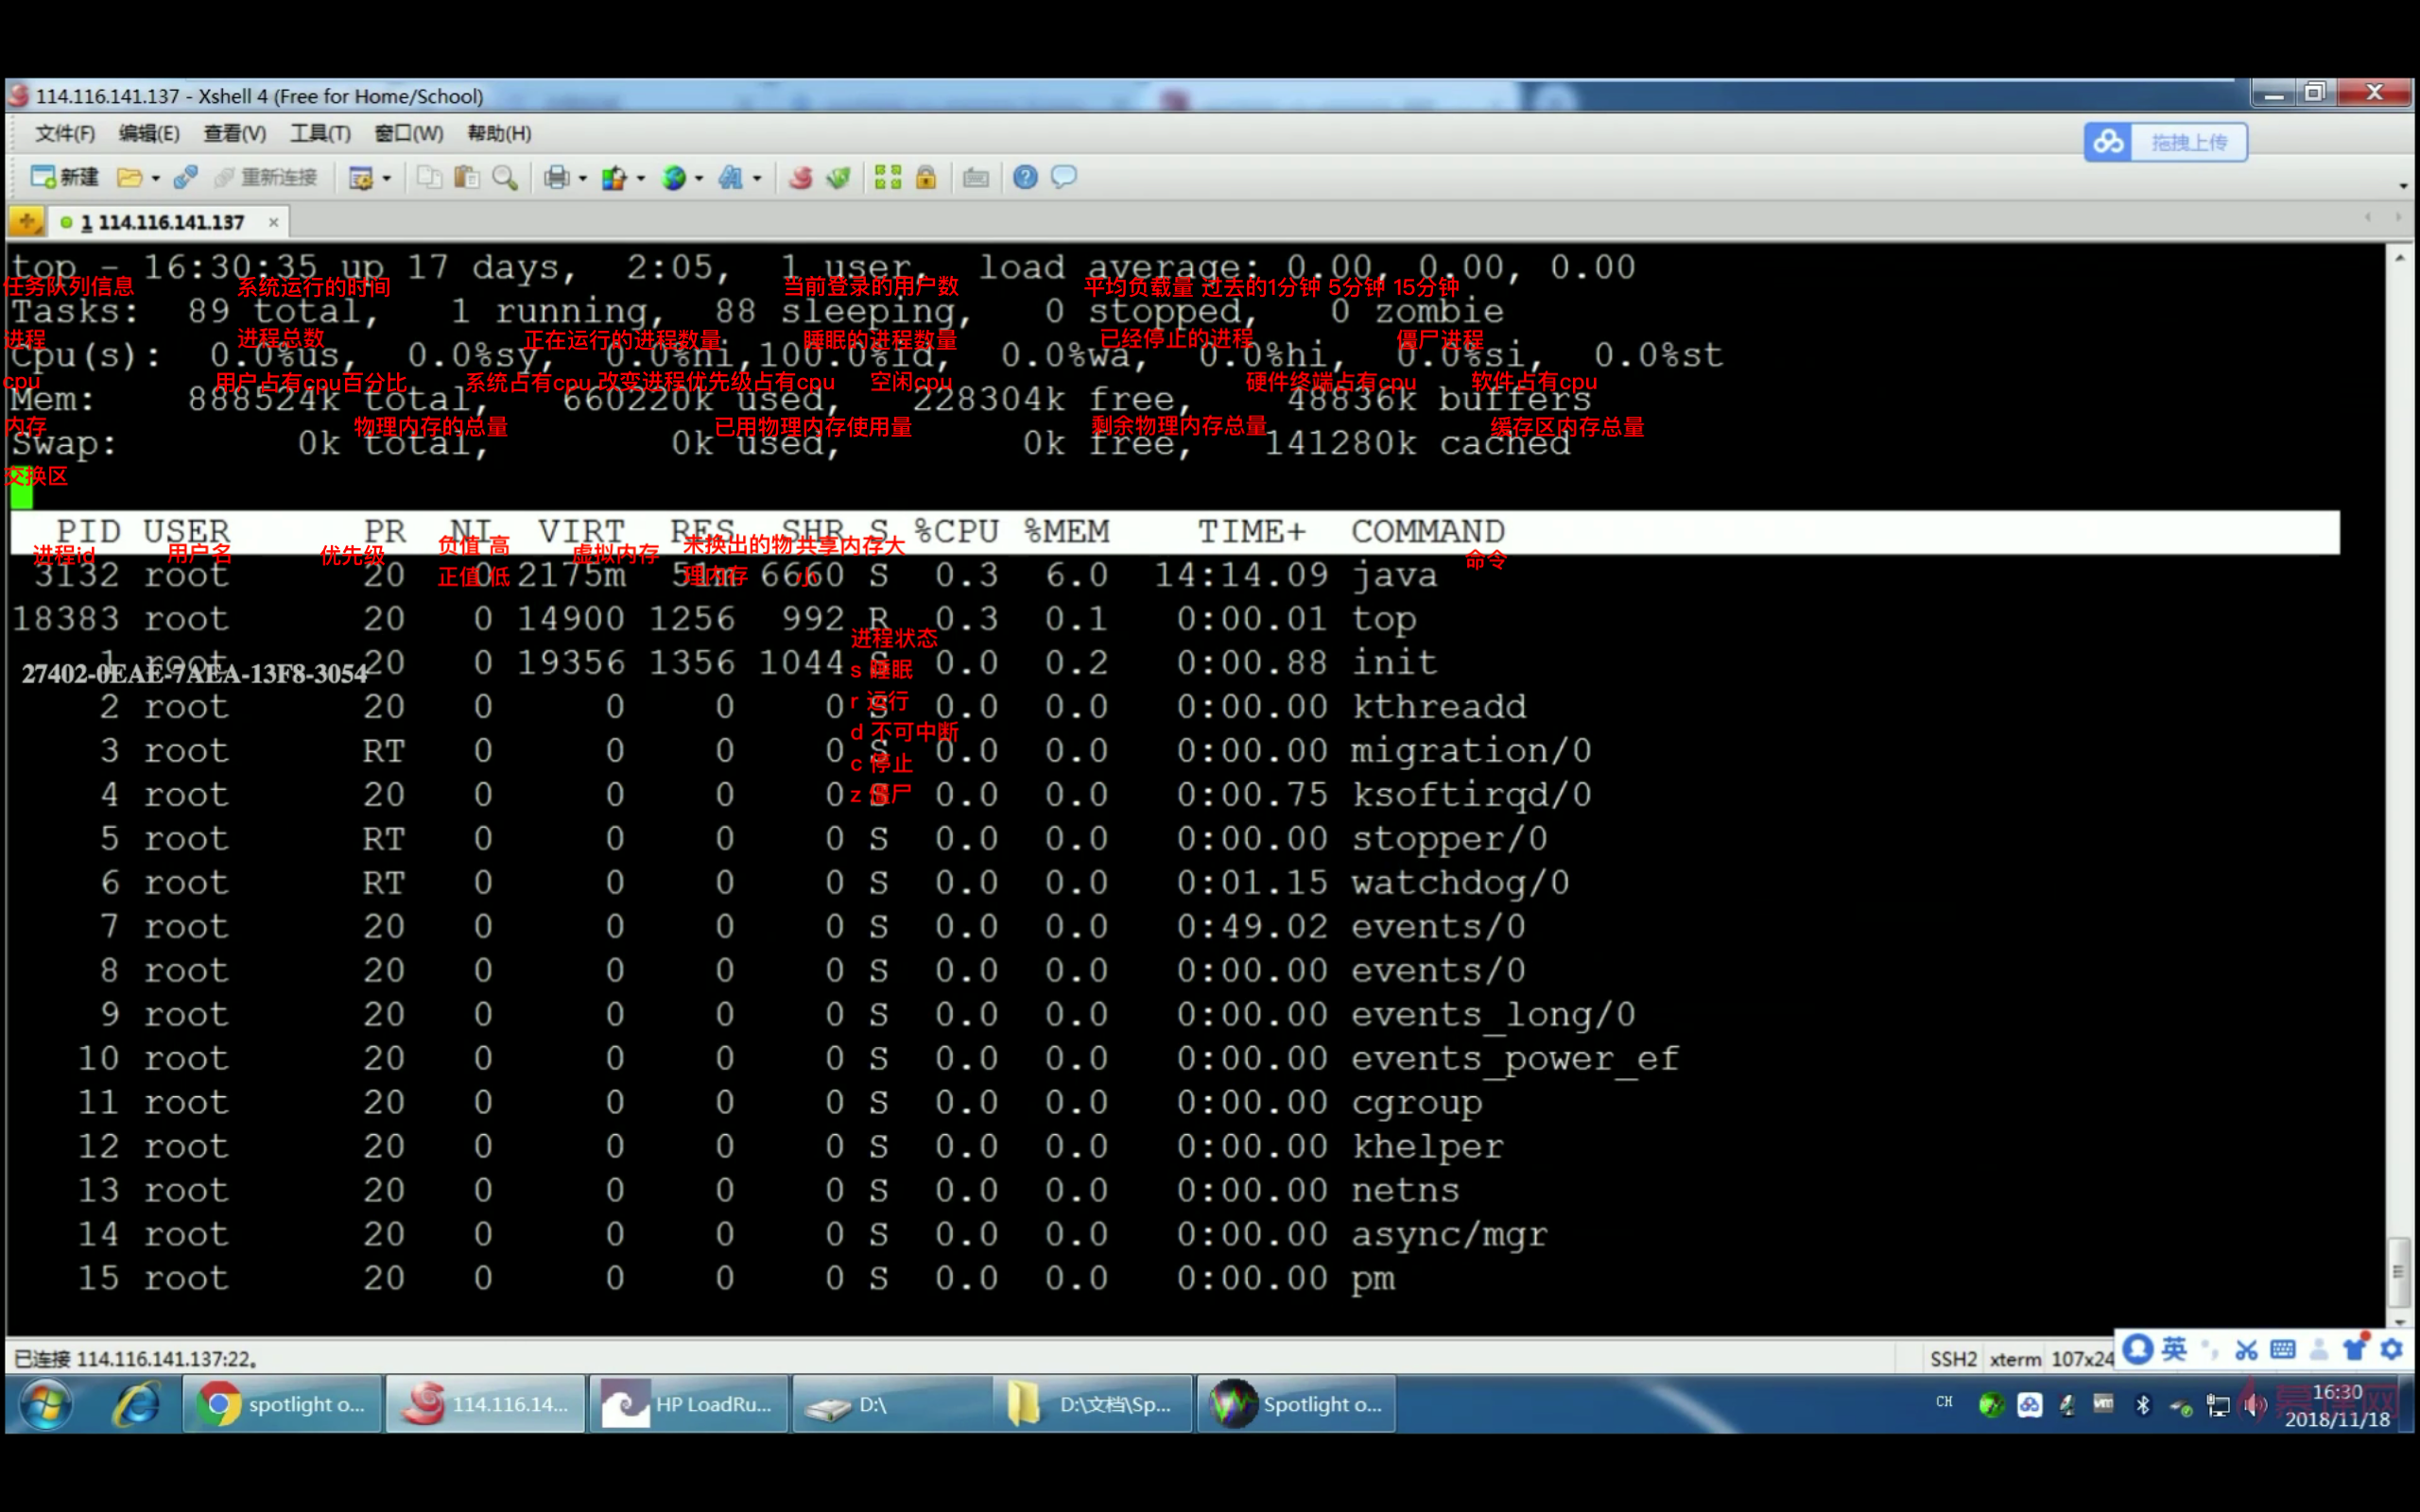 114.116.141.137 - Xshell 4 (Free for Home/School)
文件(F) 编辑(E) 查看(V) 工具(T) 窗口(W) 帮助(H)
拖拽上传
新建 重新连接
1 114.116.141.137
top - 16:30:35 up 17 days,  2:05,  1 user,  load average: 0.00, 0.00, 0.00
任务队列信息 系统运行的时间 当前登录的用户数 平均负载量 过去的1分钟 5分钟 15分钟
Tasks:  89 total,   1 running,  88 sleeping,   0 stopped,   0 zombie
进程 进程总数 正在运行的进程数量 睡眠的进程数量 已经停止的进程 僵尸进程
Cpu(s):  0.0%us,  0.0%sy,  0.0%ni,100.0%id,  0.0%wa,  0.0%hi,  0.0%si,  0.0%st
cpu 用户占有cpu百分比 系统占有cpu 改变进程优先级占有cpu 空闲cpu 硬件终端占有cpu 软件占有cpu
Mem:    888524k total,   660220k used,   228304k free,    48836k buffers
内存 物理内存的总量 已用物理内存使用量 剩余物理内存总量 缓存区内存总量
Swap:        0k total,        0k used,        0k free,   141280k cached
交换区
PID USER PR NI VIRT RES SHR S %CPU %MEM TIME+ COMMAND
进程id 用户名 优先级 负值 高 虚拟内存 未换出的物 共享内存大 命令
正值 低 理内存 小
3132 root 20 0 2175m 51m 6660 S 0.3 6.0 14:14.09 java
18383 root 20 0 14900 1256 992 R 0.3 0.1 0:00.01 top
进程状态
1 root 20 0 19356 1356 1044 S 0.0 0.2 0:00.88 init
27402-0EAE-7AEA-13F8-3054
s 睡眠
r 运行
2 root 20 0 0 0 0 S 0.0 0.0 0:00.00 kthreadd
d 不可中断
3 root RT 0 0 0 0 S 0.0 0.0 0:00.00 migration/0
c 停止
4 root 20 0 0 0 0 S 0.0 0.0 0:00.75 ksoftirqd/0
z 僵尸
5 root RT 0 0 0 0 S 0.0 0.0 0:00.00 stopper/0
6 root RT 0 0 0 0 S 0.0 0.0 0:01.15 watchdog/0
7 root 20 0 0 0 0 S 0.0 0.0 0:49.02 events/0
8 root 20 0 0 0 0 S 0.0 0.0 0:00.00 events/0
9 root 20 0 0 0 0 S 0.0 0.0 0:00.00 events_long/0
10 root 20 0 0 0 0 S 0.0 0.0 0:00.00 events_power_ef
11 root 20 0 0 0 0 S 0.0 0.0 0:00.00 cgroup
12 root 20 0 0 0 0 S 0.0 0.0 0:00.00 khelper
13 root 20 0 0 0 0 S 0.0 0.0 0:00.00 netns
14 root 20 0 0 0 0 S 0.0 0.0 0:00.00 async/mgr
15 root 20 0 0 0 0 S 0.0 0.0 0:00.00 pm
已连接 114.116.141.137:22。 SSH2 xterm 107x24 英
spotlight o... 114.116.14... HP LoadRu... D:\ D:\文档\Sp... Spotlight o... CH 16:30
2018/11/18